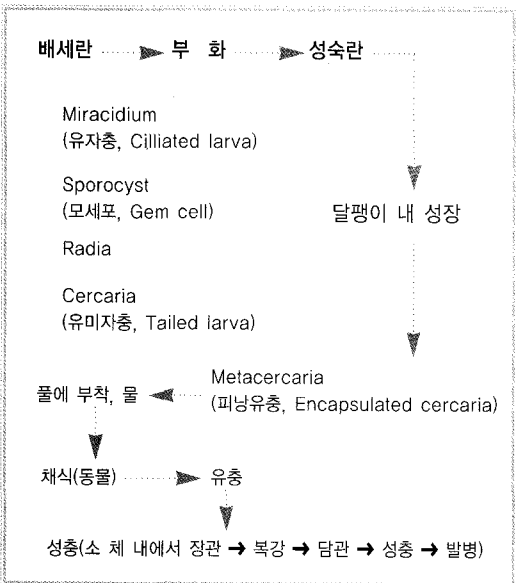 배세란 ▶ 부 화 ▶ 성숙란
Miracidium
(유자충, Cilliated larva)
Sporocyst
(모세포, Gem cell)
달팽이 내 성장
Radia
Cercaria
(유미자충, Tailed larva)
Metacercaria
(피낭유충, Encapsulated cercaria)
풀에 부착, 물
채식(동물) ▶ 유충
성충(소 체 내에서 장관 → 복강 → 담관 → 성충 → 발병)